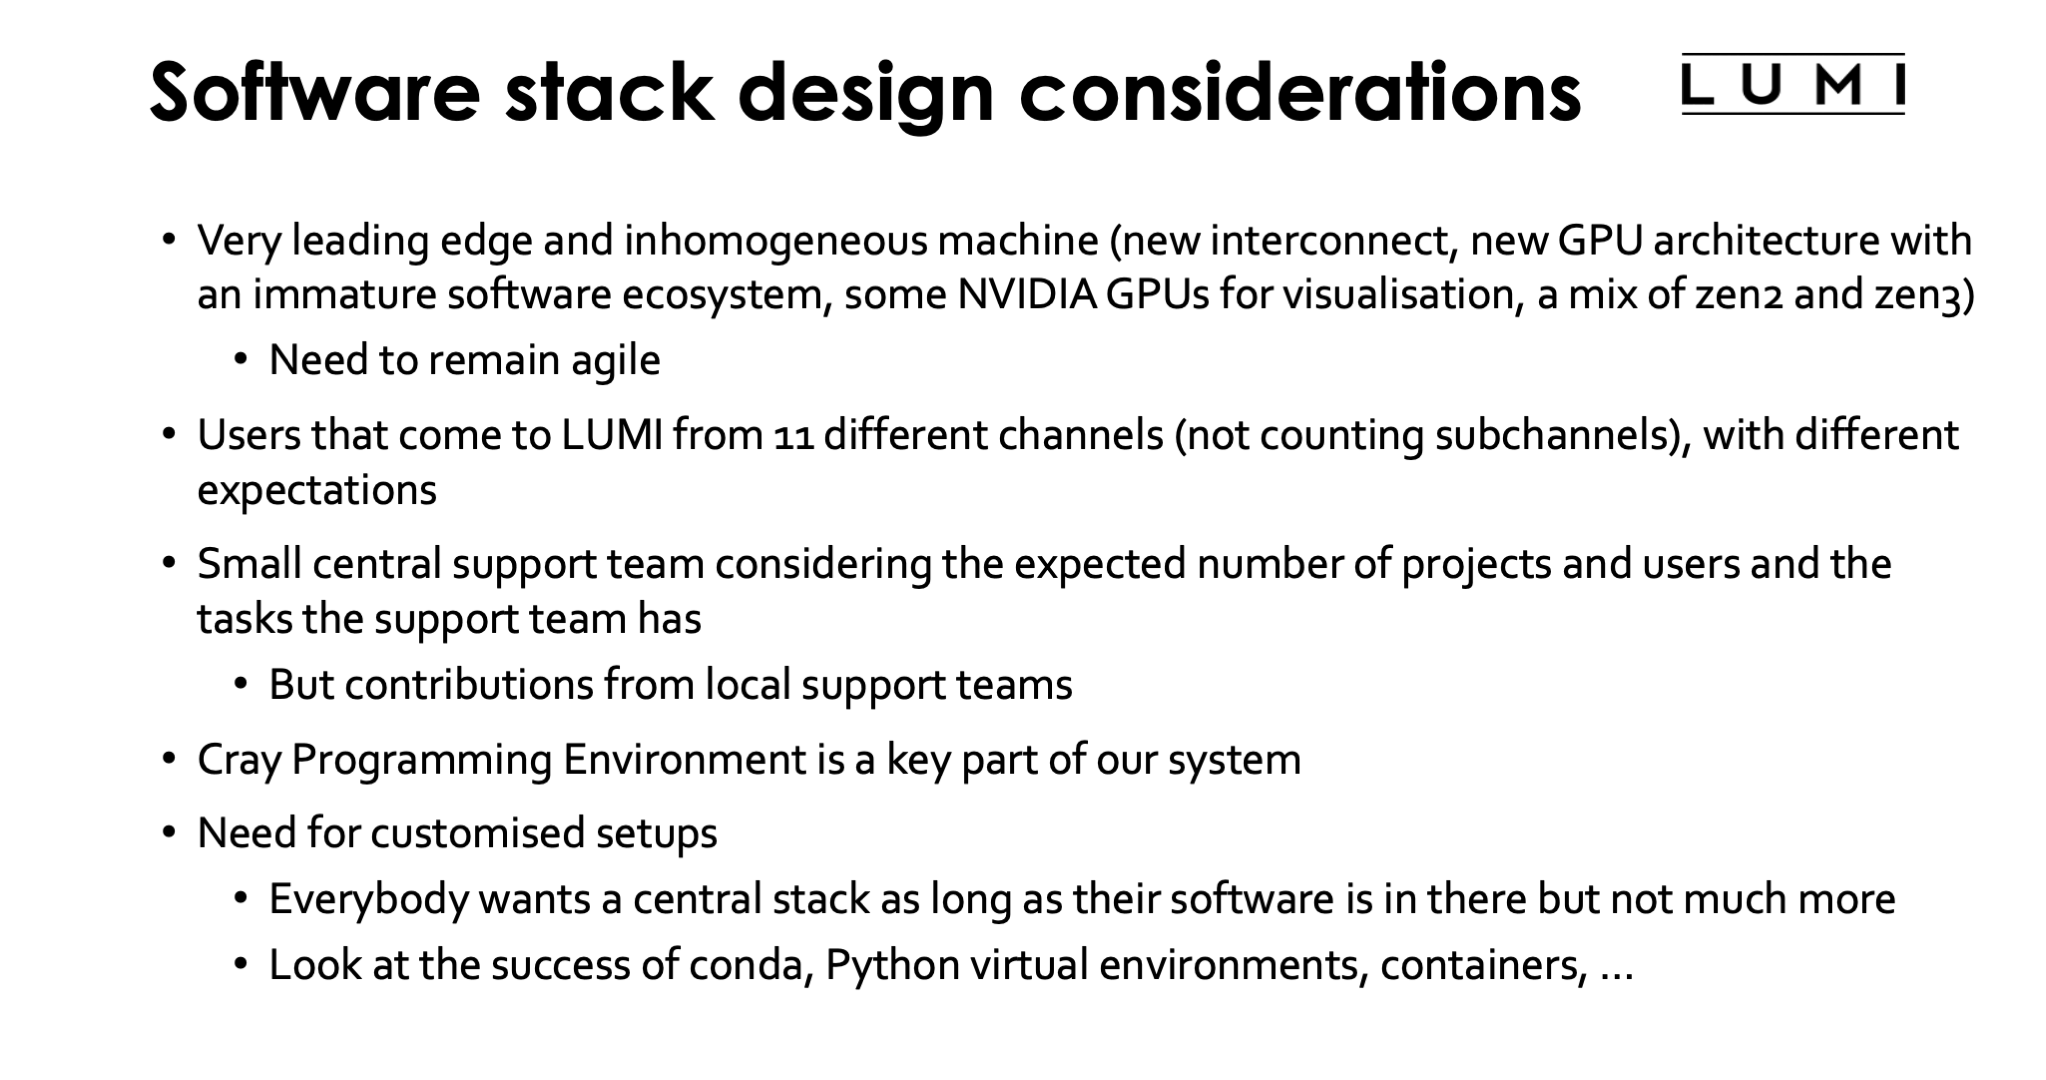 Software stack design considerations
LUMI
• Very leading edge and inhomogeneous machine (new interconnect, new GPU architecture with
an immature software ecosystem, some NVIDIA GPUs for visualisation, a mix of zen2 and zen3)
• Need to remain agile
• Users that come to LUMI from 11 different channels (not counting subchannels), with different
expectations
• Small central support team considering the expected number of projects and users and the
tasks the support team has
• But contributions from local support teams
• Cray Programming Environment is a key part of our system
• Need for customised setups
• Everybody wants a central stack as long as their software is in there but not much more
• Look at the success of conda, Python virtual environments, containers, ...